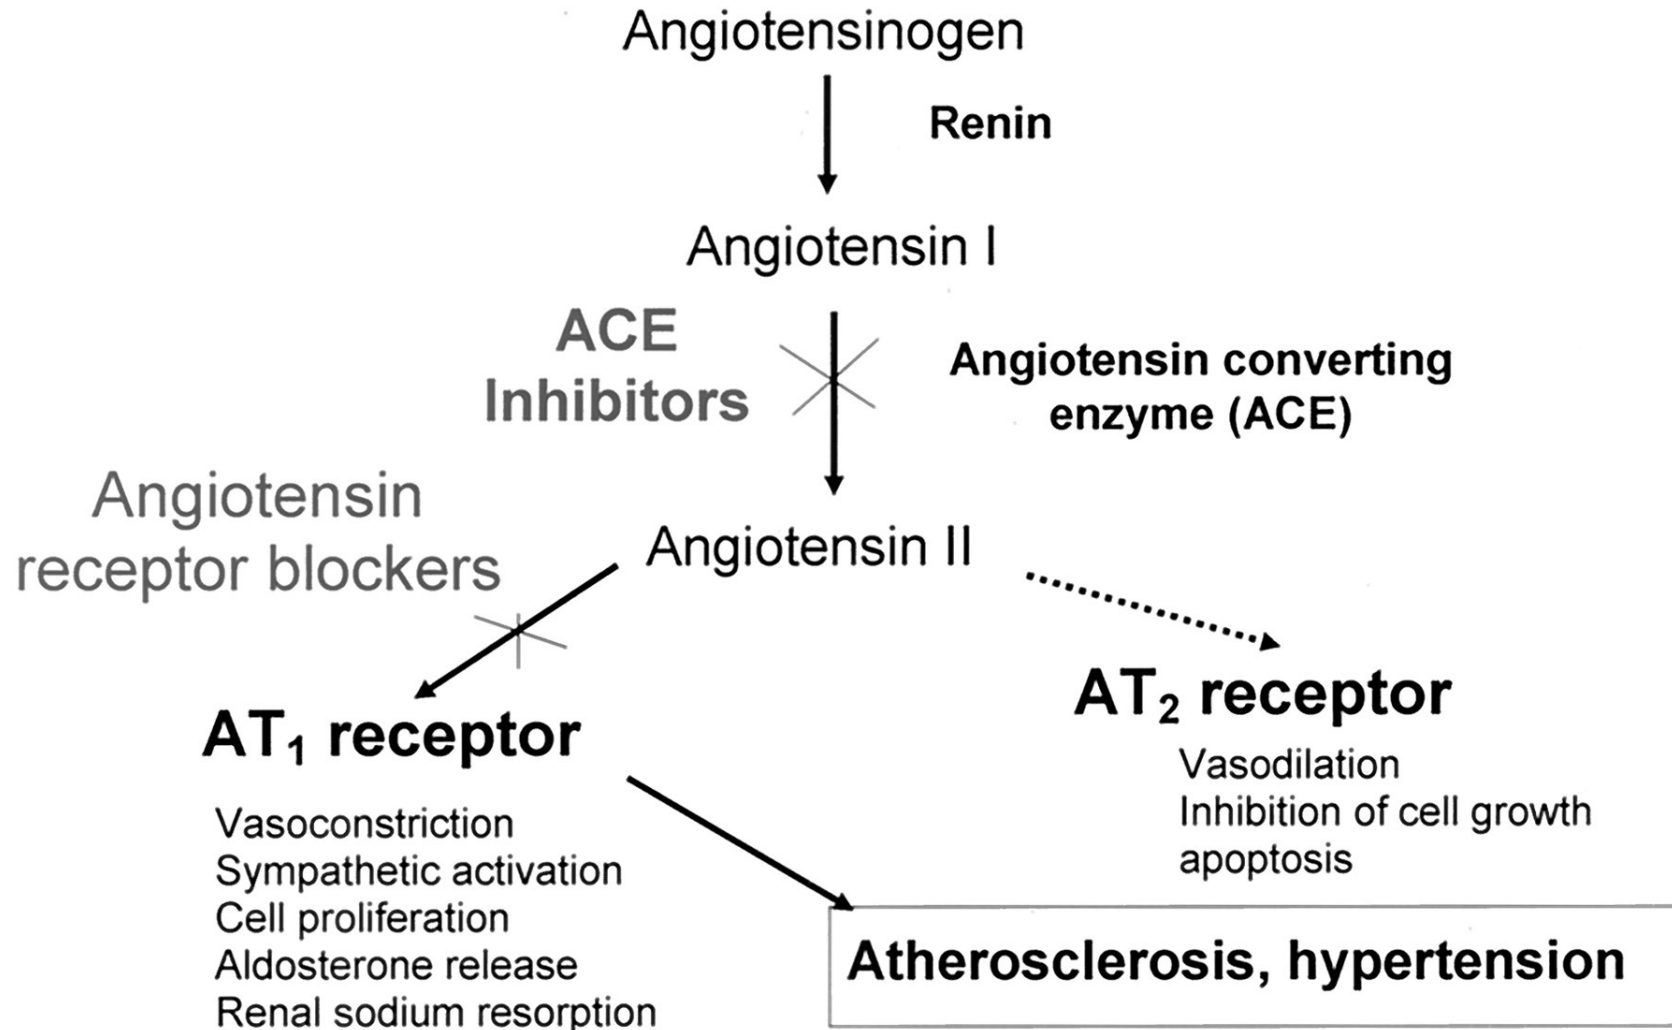 Angiotensinogen
Renin
Angiotensin I
ACE
Inhibitors
Angiotensin converting
enzyme (ACE)
Angiotensin
receptor blockers
Angiotensin II
AT₁ receptor
Vasoconstriction
Sympathetic activation
Cell proliferation
Aldosterone release
Renal sodium resorption
AT₂ receptor
Vasodilation
Inhibition of cell growth
apoptosis
Atherosclerosis, hypertension